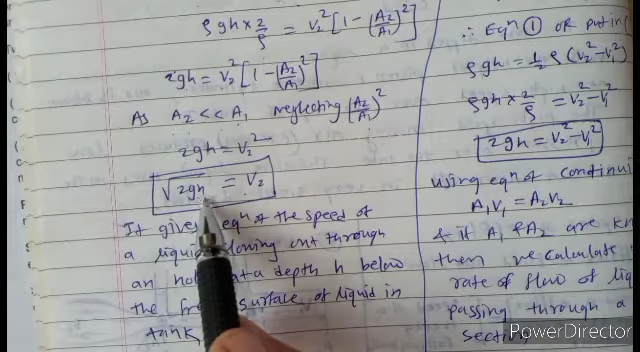 ρgh × 2/ρ = V₂² [1 - (A₂/A₁)²]
2gh = V₂² [1 - (A₂/A₁)²]
As A₂ << A₁ neglecting (A₂/A₁)²
2gh = V₂²
√2gh = V₂
It gives eqⁿ of the speed of
a liquid flowing out through
an hole at a depth h below
the free surface of liquid in
tank
∴ Eqⁿ ① or put in
ρgh = 1/2 ρ (V₂² - V₁²)
ρgh × 2/ρ = V₂² - V₁²
2gh = V₂² - V₁²
using eqⁿ of continui
A₁V₁ = A₂V₂
& if A₁ & A₂ are kn
then we calculate
rate of flow of liq
passing through a
section
PowerDirector